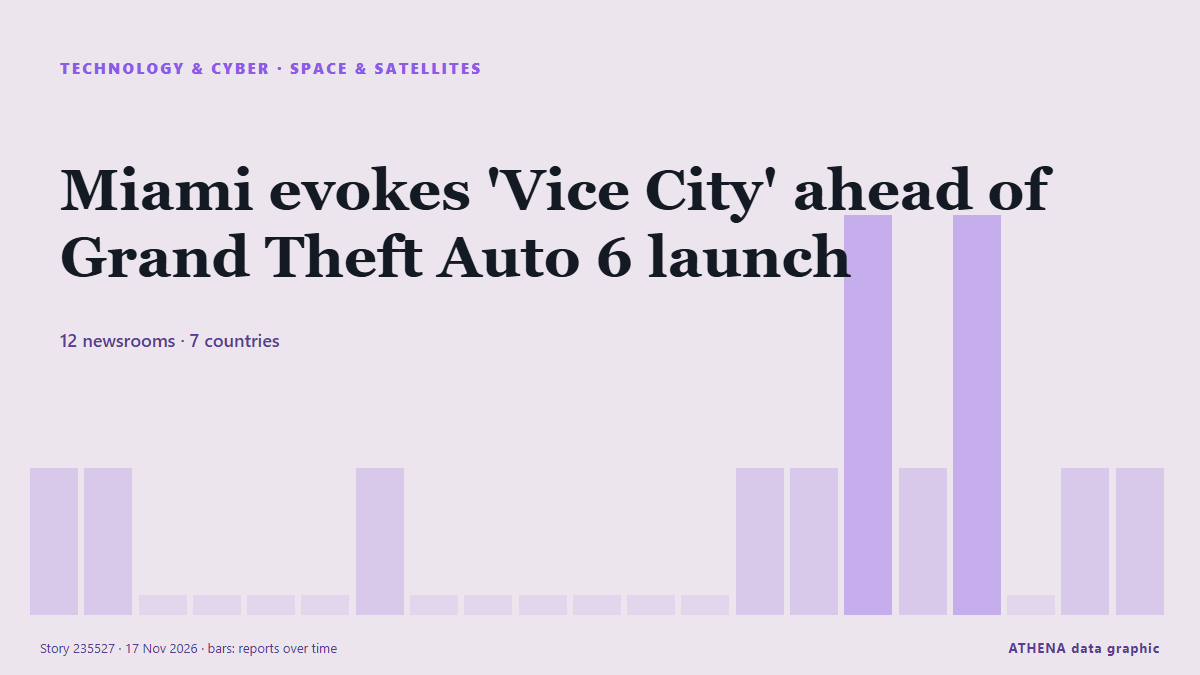 TECHNOLOGY & CYBER · SPACE & SATELLITES
Miami evokes 'Vice City' ahead of
Grand Theft Auto 6 launch
12 newsrooms · 7 countries
Story 235527 · 17 Nov 2026 · bars: reports over time
ATHENA data graphic